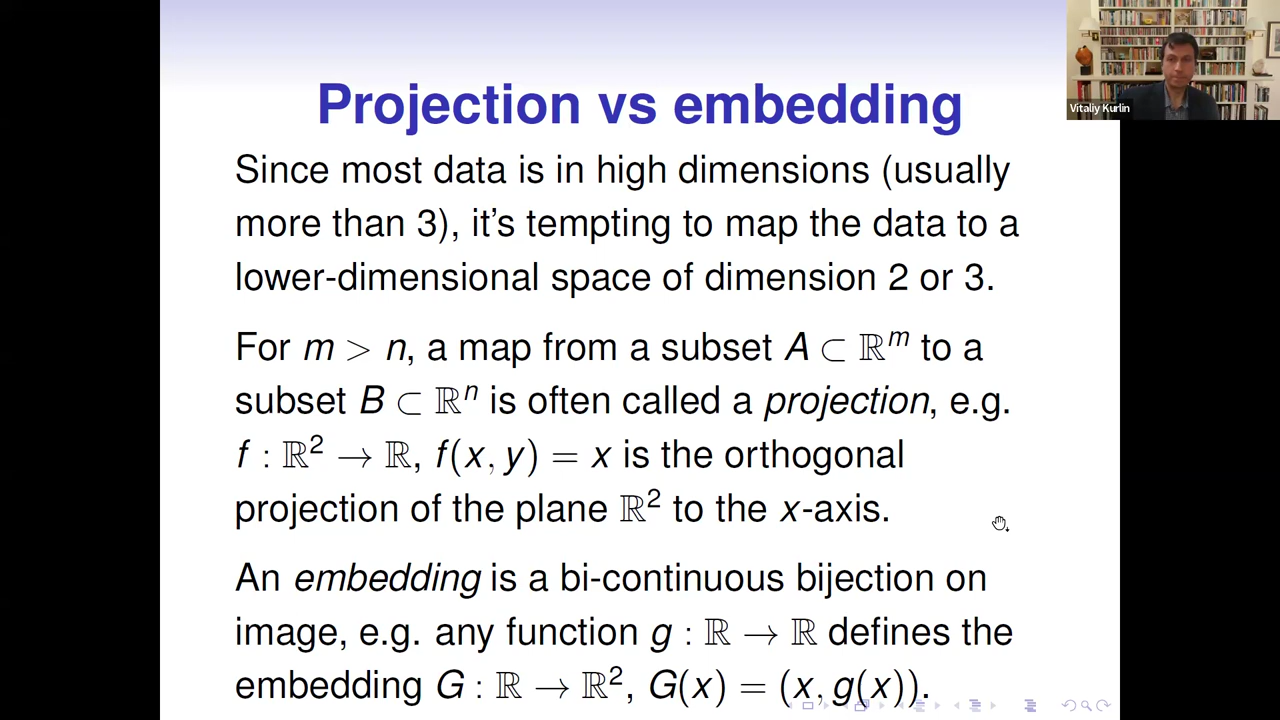 Projection vs embedding
Vitaliy Kurlin
Since most data is in high dimensions (usually
more than 3), it's tempting to map the data to a
lower-dimensional space of dimension 2 or 3.
For m > n, a map from a subset A ⊂ ℝᵐ to a
subset B ⊂ ℝⁿ is often called a projection, e.g.
f : ℝ² → ℝ, f(x, y) = x is the orthogonal
projection of the plane ℝ² to the x-axis.
An embedding is a bi-continuous bijection on
image, e.g. any function g : ℝ → ℝ defines the
embedding G : ℝ → ℝ², G(x) = (x, g(x)).